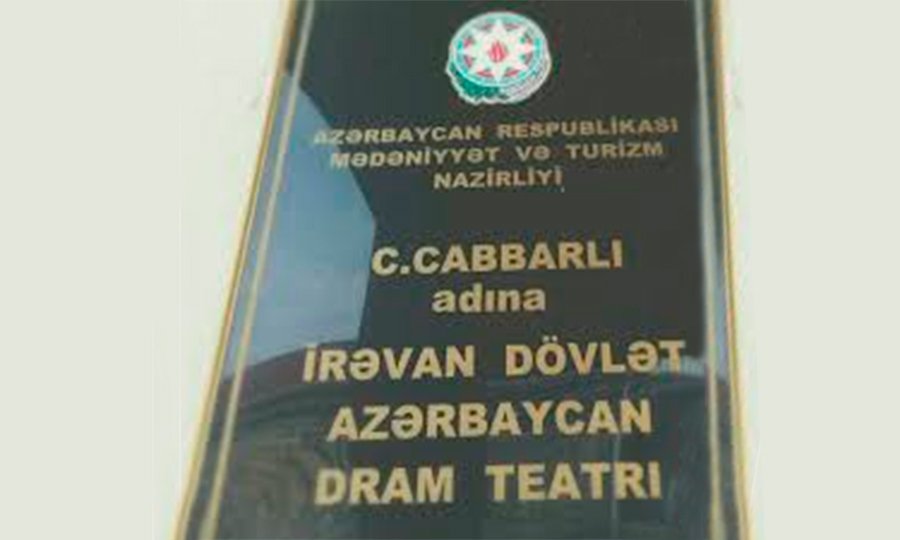 AZƏRBAYCAN RESPUBLİKASI
MƏDƏNİYYƏT VƏ TURİZM
NAZİRLİYİ
C.CABBARLI
adına
İRƏVAN DÖVLƏT
AZƏRBAYCAN
DRAM TEATRI